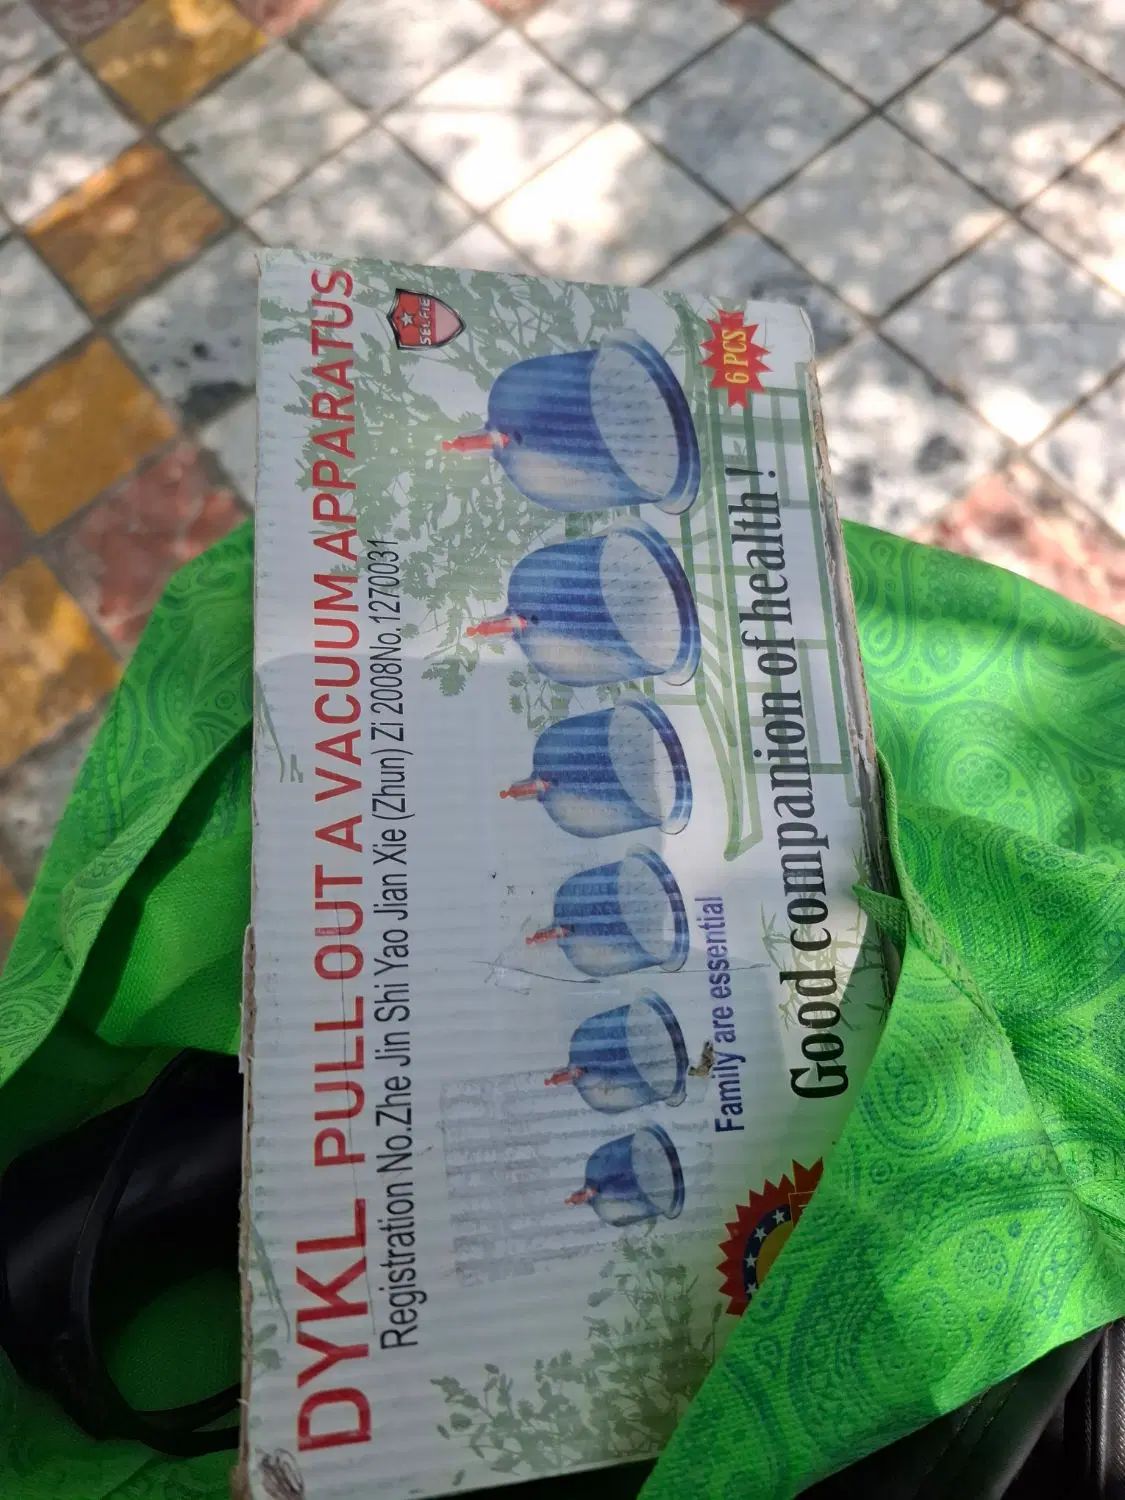 DYKL PULL OUT A VACUUM APPARATUS
Registration No.Zhe Jin Shi Yao Jian Xie (Zhun) Zi 2008No.1270031
SELFIE
6 PCS
Family are essential
Good companion of health!